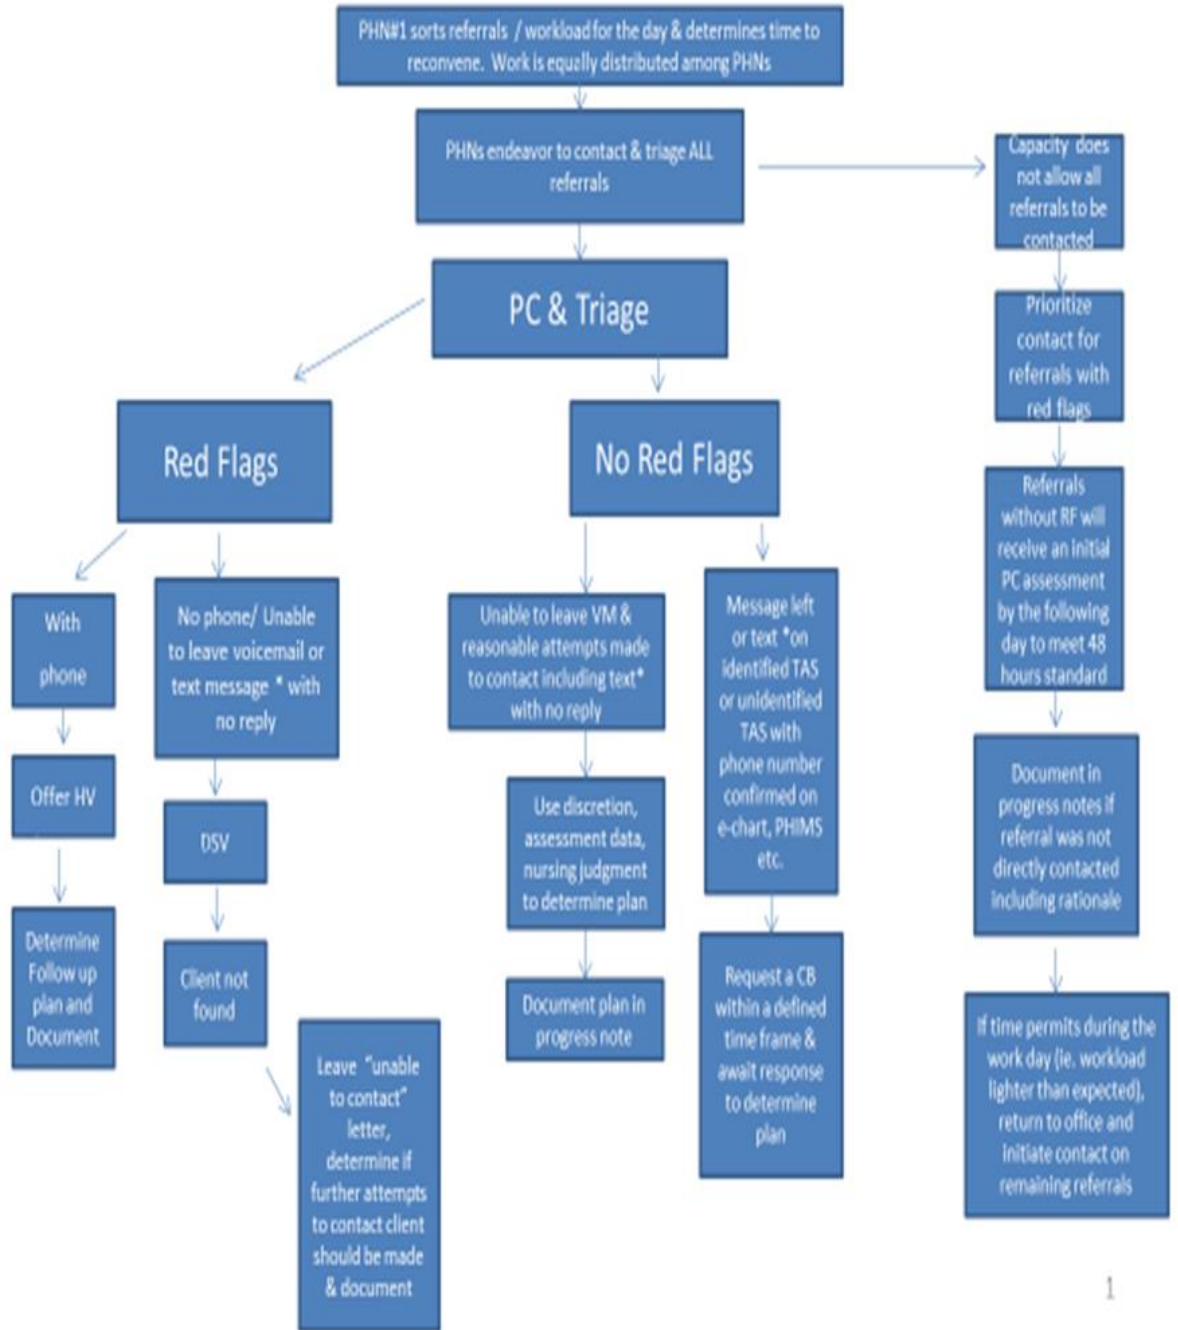 PHN#1 sorts referrals / workload for the day & determines time to
reconvene. Work is equally distributed among PHNs
PHNs endeavor to contact & triage ALL
referrals
Capacity does
not allow all
referrals to be
contacted
PC & Triage
Prioritize
contact for
referrals with
red flags
Red Flags
No Red Flags
Referrals
without RF will
receive an initial
PC assessment
by the following
day to meet 48
hours standard
With
phone
No phone/ Unable
to leave voicemail or
text message * with
no reply
Unable to leave VM &
reasonable attempts made
to contact including text*
with no reply
Message left
or text *on
identified TAS
or unidentified
TAS with
phone number
confirmed on
e-chart, PHIMS
etc.
Offer HV
DSV
Use discretion,
assessment data,
nursing judgment
to determine plan
Document in
progress notes if
referral was not
directly contacted
including rationale
Determine
Follow up
plan and
Document
Client not
found
Document plan in
progress note
Request a CB
within a defined
time frame &
await response
to determine
plan
Leave "unable
to contact"
letter,
determine if
further attempts
to contact client
should be made
& document
If time permits during the
work day (ie. workload
lighter than expected),
return to office and
initiate contact on
remaining referrals
1